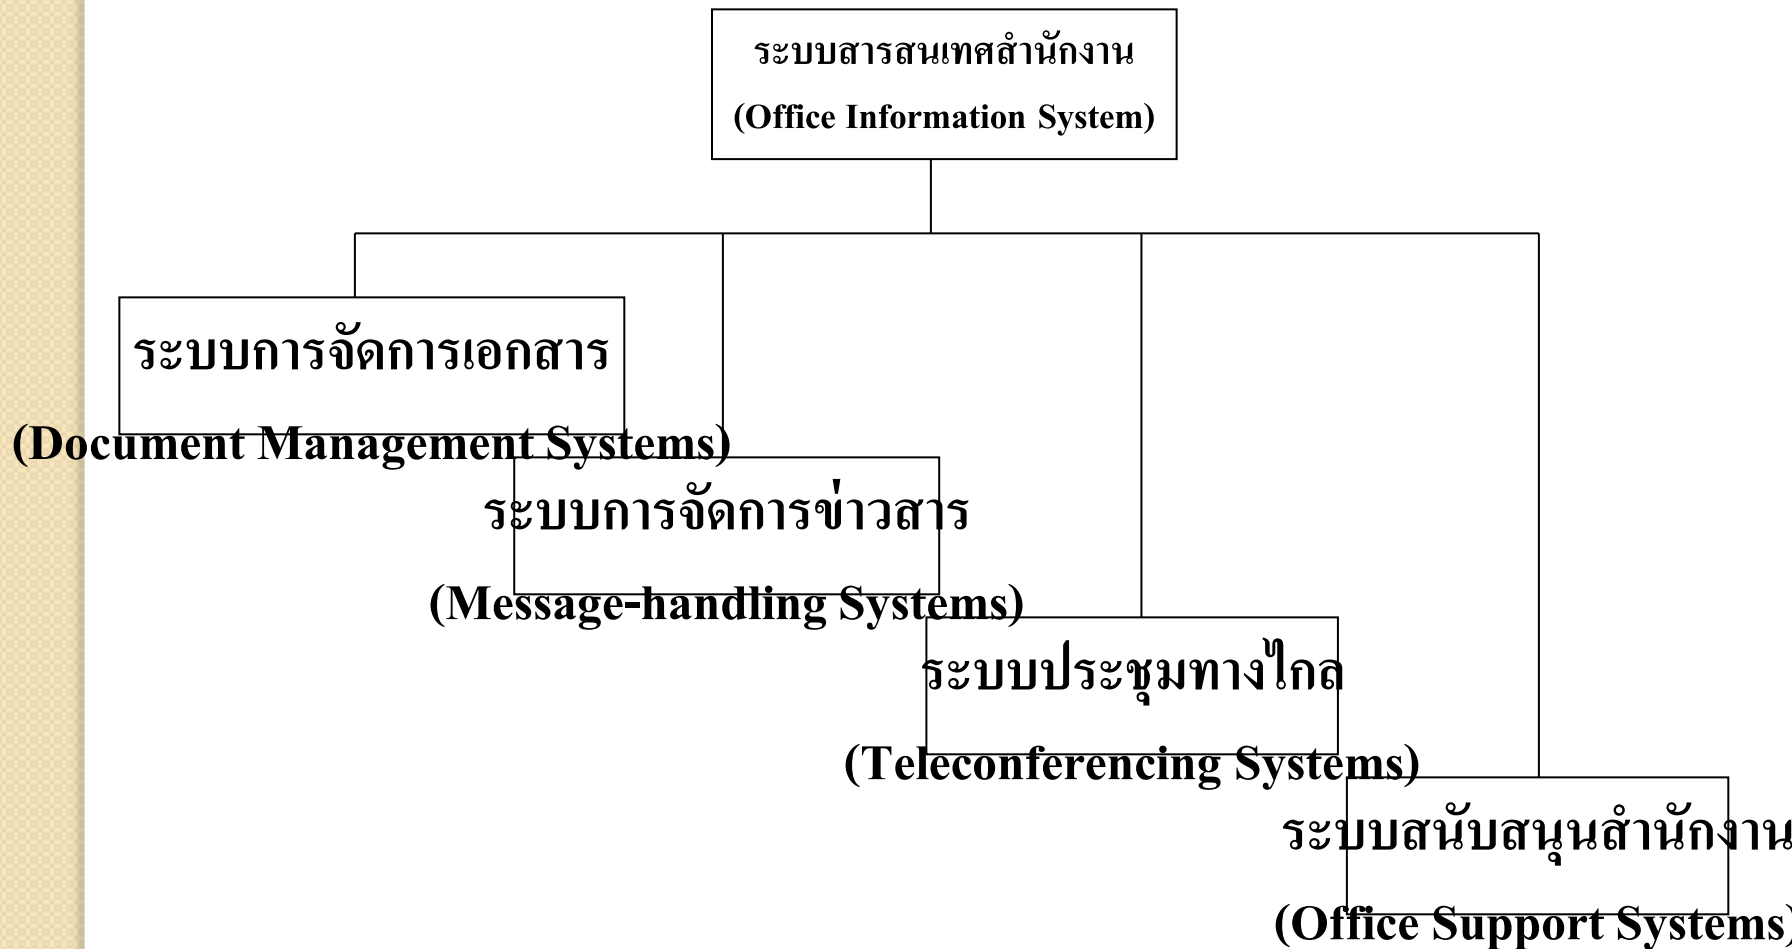 ระบบสารสนเทศสำนักงาน
(Office Information System)
ระบบการจัดการเอกสาร
(Document Management Systems)
ระบบการจัดการข่าวสาร
(Message-handling Systems)
ระบบประชุมทางไกล
(Teleconferencing Systems)
ระบบสนับสนุนสำนักงาน
(Office Support Systems)